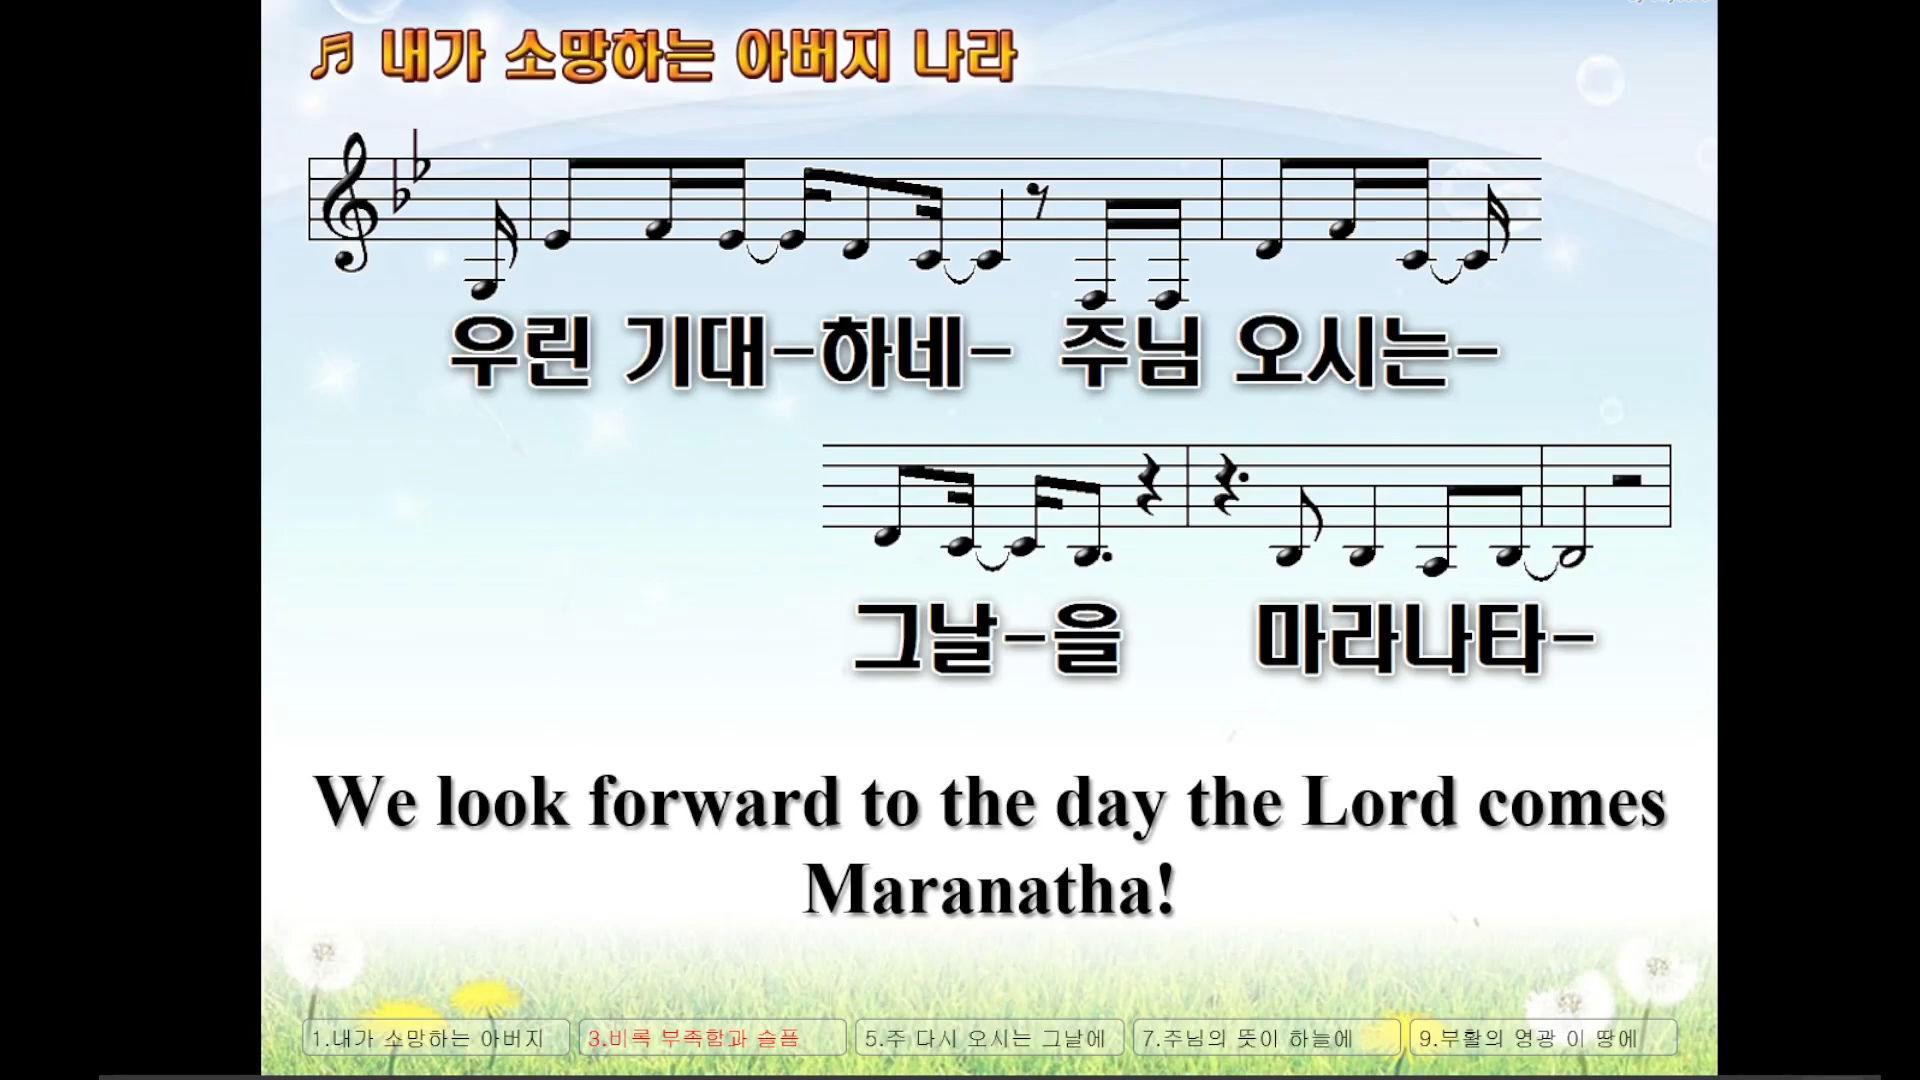 내가 소망하는 아버지 나라
우린 기대-하네- 주님 오시는-
그날-을 마라나타-
We look forward to the day the Lord comes
Maranatha!
1.내가 소망하는 아버지
3.비록 부족함과 슬픔
5.주 다시 오시는 그날에
7.주님의 뜻이 하늘에
9.부활의 영광 이 땅에